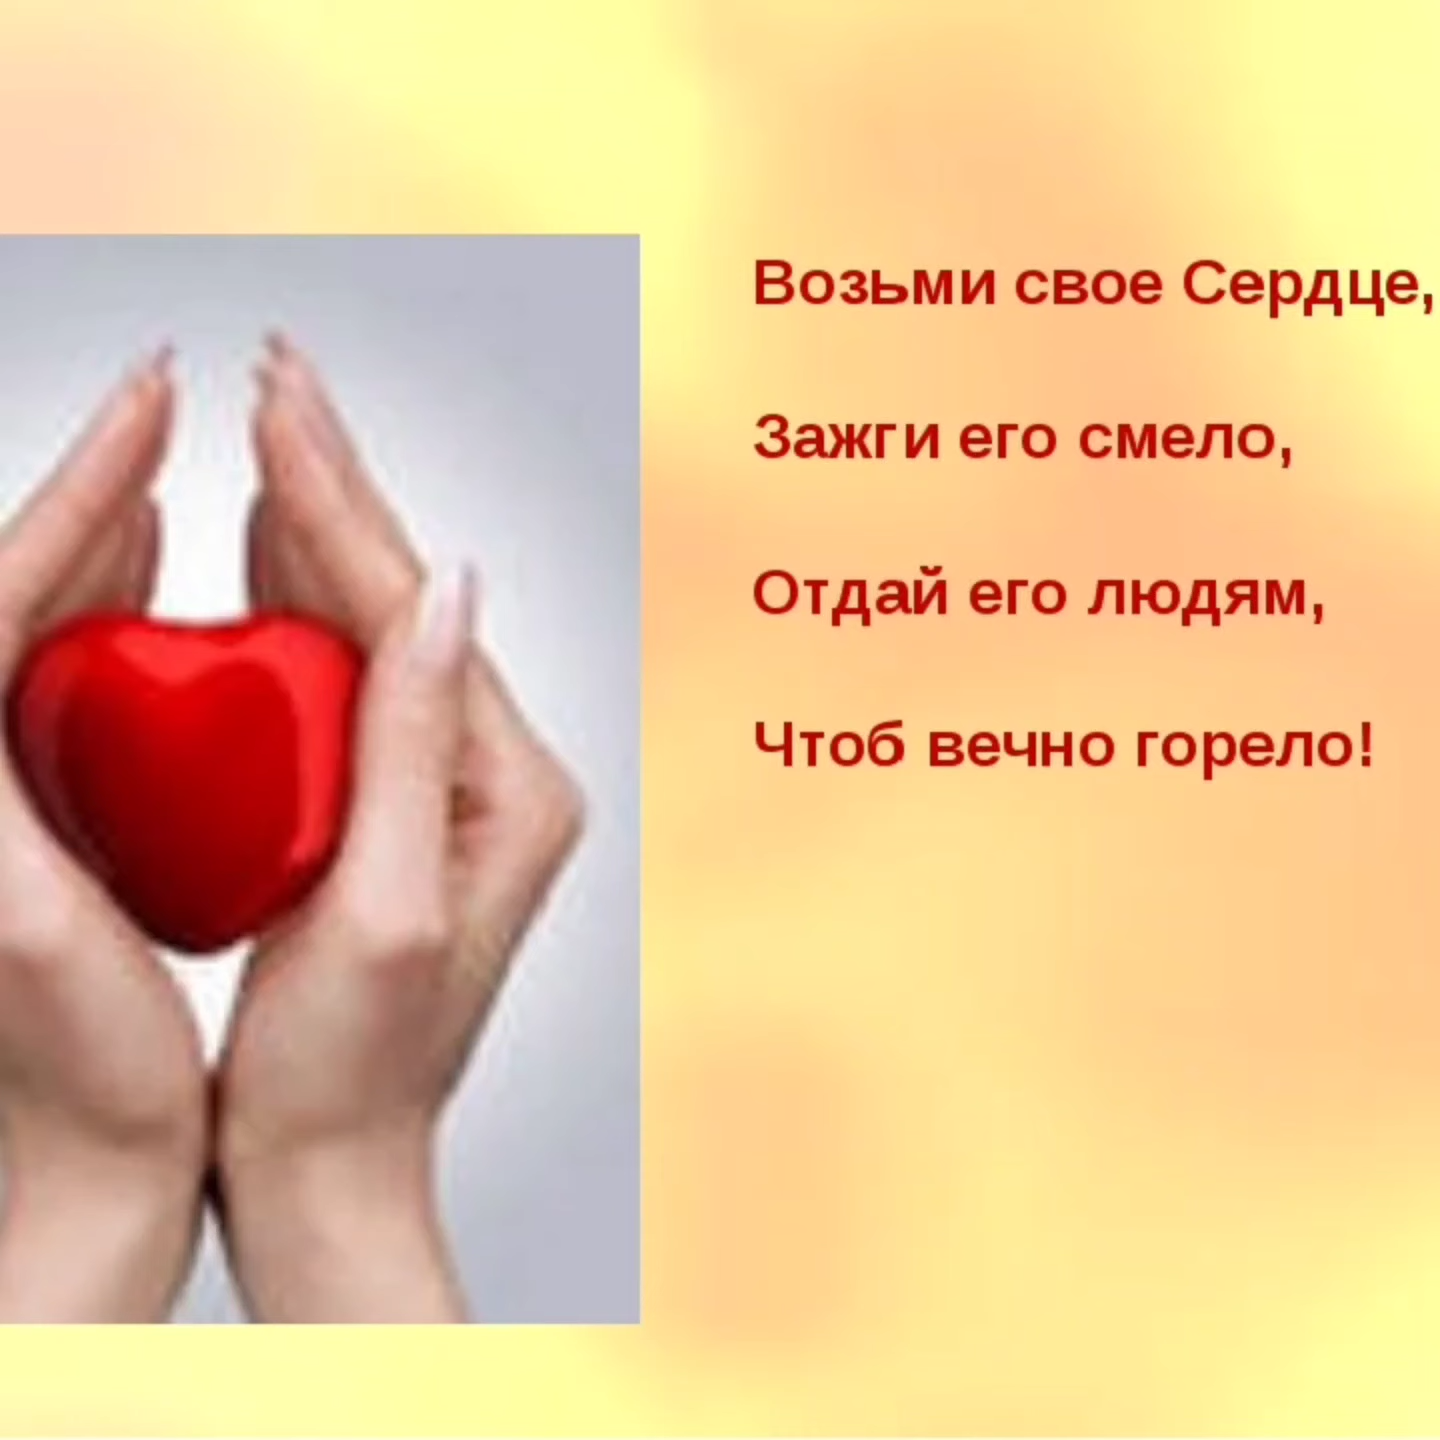 Возьми свое Сердце,
Зажги его смело,
Отдай его людям,
Чтоб вечно горело!